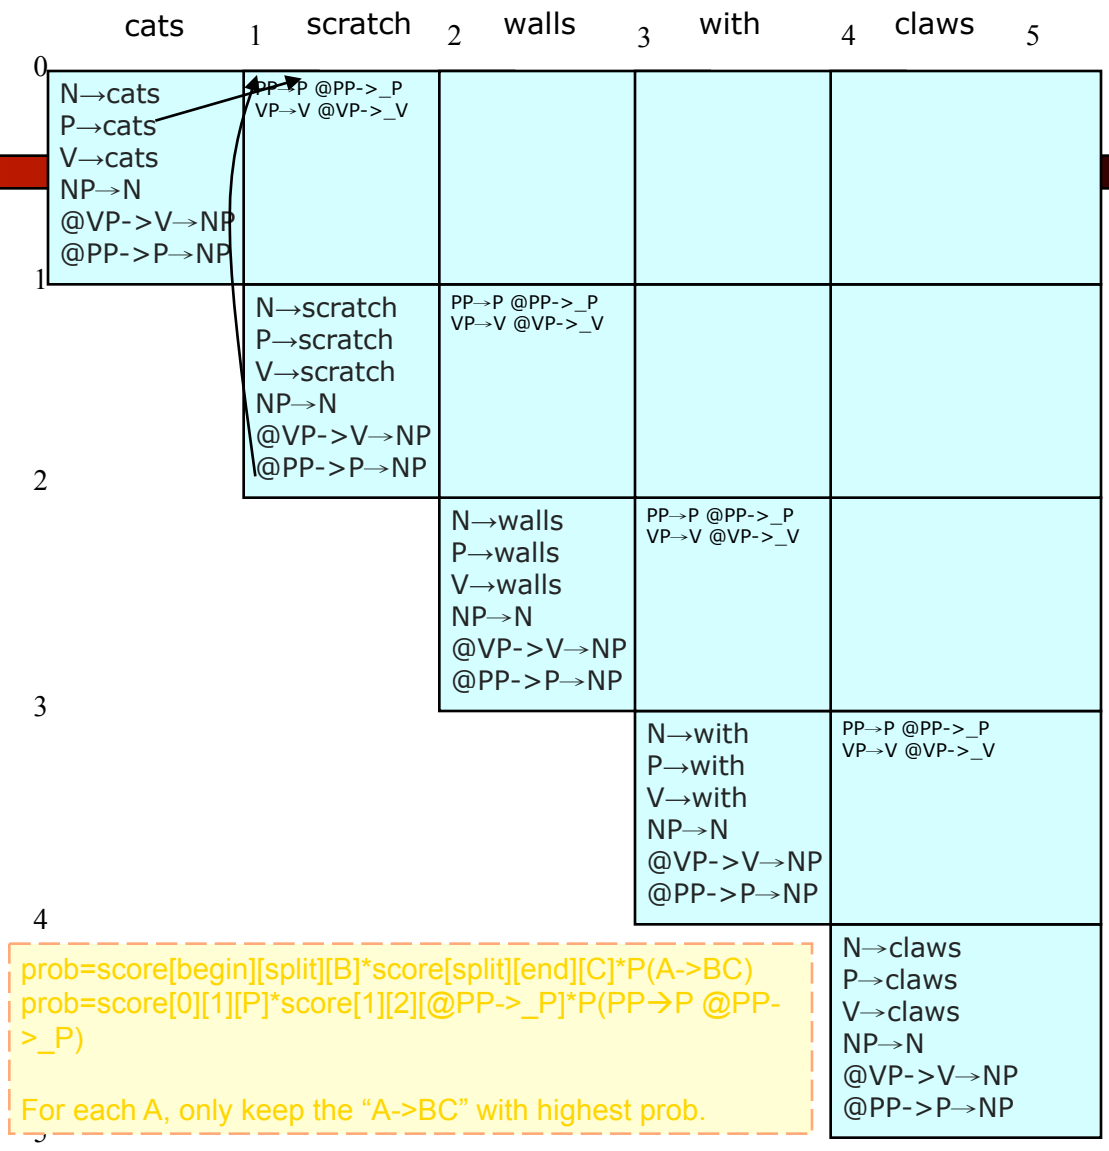 cats 1 scratch 2 walls 3 with 4 claws 5
0
N→cats
P→cats
V→cats
NP→N
@VP->V→NP
@PP->P→NP
PP→P @PP->_P
VP→V @VP->_V
1
N→scratch
P→scratch
V→scratch
NP→N
@VP->V→NP
@PP->P→NP
PP→P @PP->_P
VP→V @VP->_V
2
N→walls
P→walls
V→walls
NP→N
@VP->V→NP
@PP->P→NP
PP→P @PP->_P
VP→V @VP->_V
3
N→with
P→with
V→with
NP→N
@VP->V→NP
@PP->P→NP
PP→P @PP->_P
VP→V @VP->_V
4
N→claws
P→claws
V→claws
NP→N
@VP->V→NP
@PP->P→NP
prob=score[begin][split][B]*score[split][end][C]*P(A->BC)
prob=score[0][1][P]*score[1][2][@PP->_P]*P(PP→P @PP-
>_P)
For each A, only keep the “A->BC” with highest prob.
5